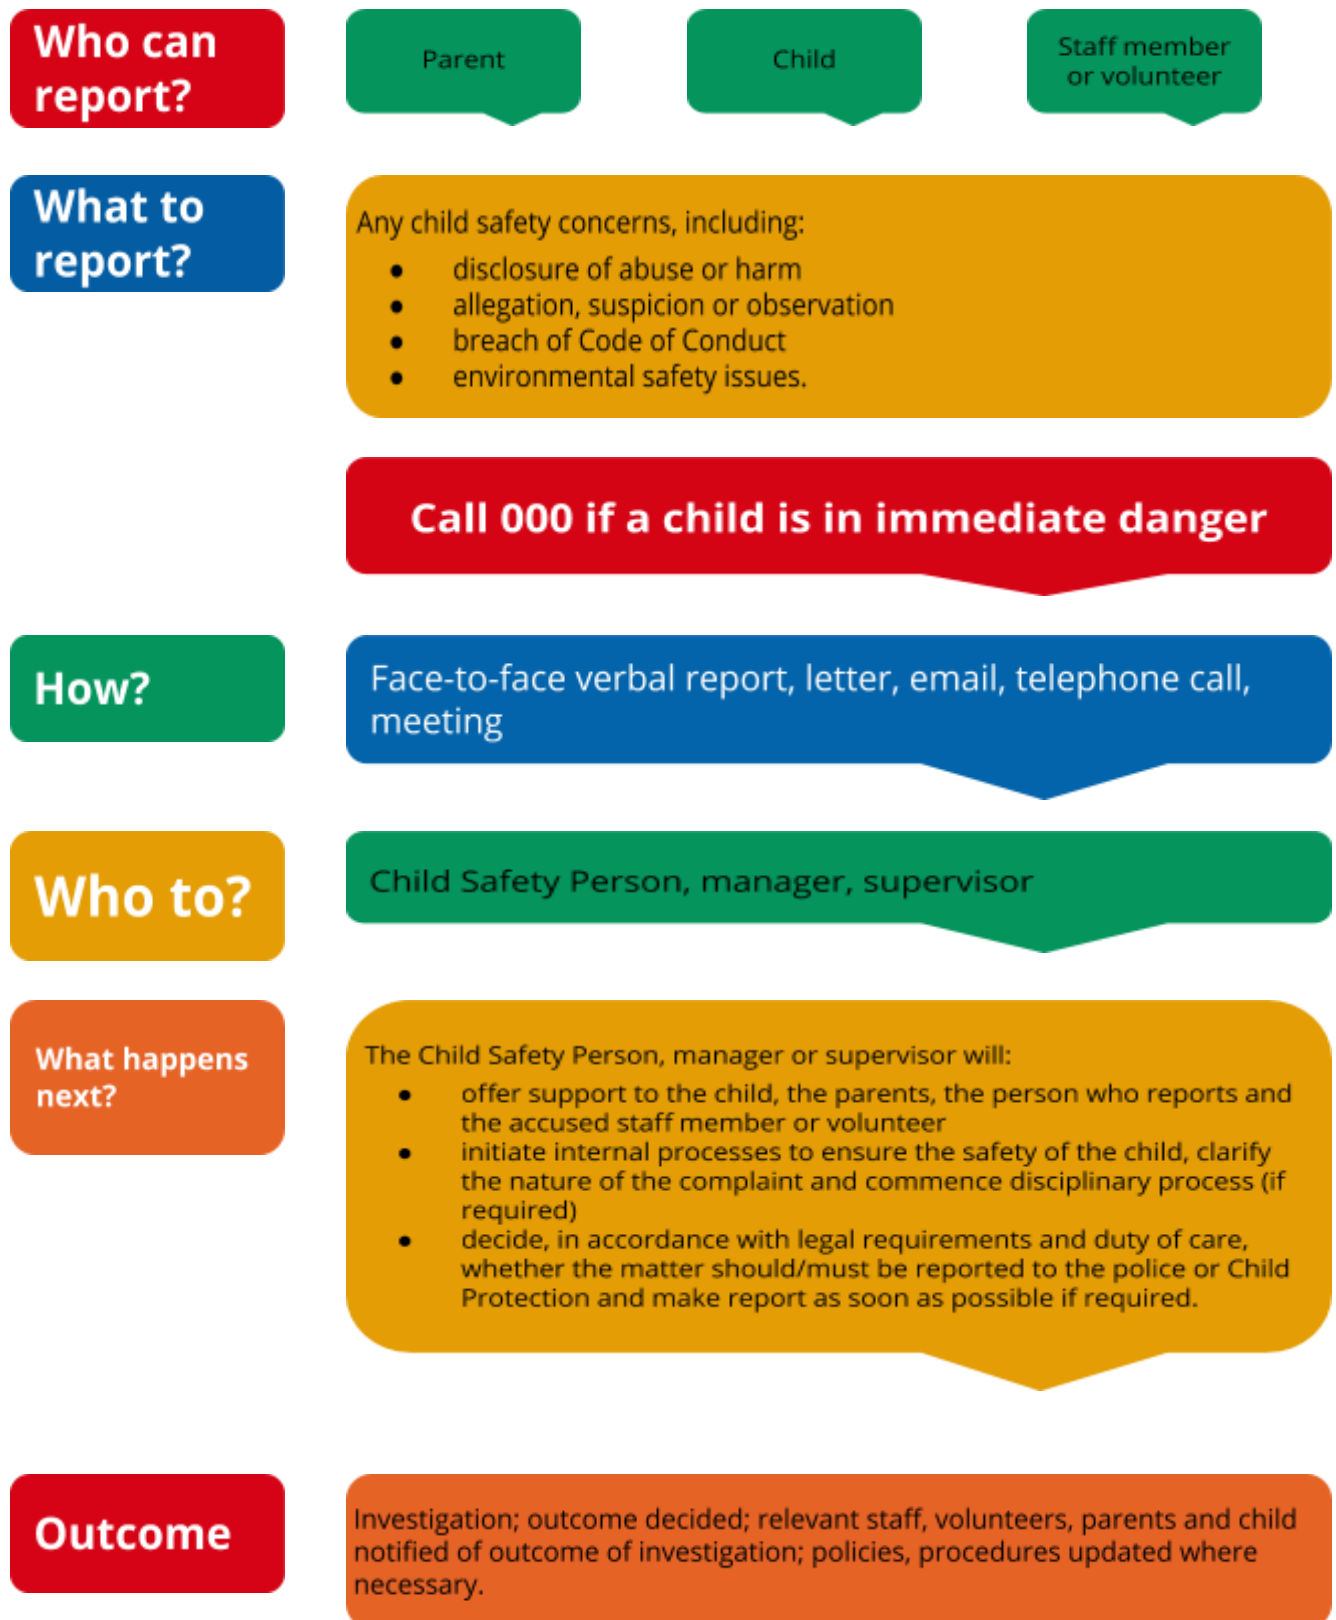 Who can
report?
Parent
Child
Staff member
or volunteer
What to
report?
Any child safety concerns, including:
● disclosure of abuse or harm
● allegation, suspicion or observation
● breach of Code of Conduct
● environmental safety issues.
Call 000 if a child is in immediate danger
How?
Face-to-face verbal report, letter, email, telephone call,
meeting
Who to?
Child Safety Person, manager, supervisor
What happens
next?
The Child Safety Person, manager or supervisor will:
● offer support to the child, the parents, the person who reports and
the accused staff member or volunteer
● initiate internal processes to ensure the safety of the child, clarify
the nature of the complaint and commence disciplinary process (if
required)
● decide, in accordance with legal requirements and duty of care,
whether the matter should/must be reported to the police or Child
Protection and make report as soon as possible if required.
Outcome
Investigation; outcome decided; relevant staff, volunteers, parents and child
notified of outcome of investigation; policies, procedures updated where
necessary.